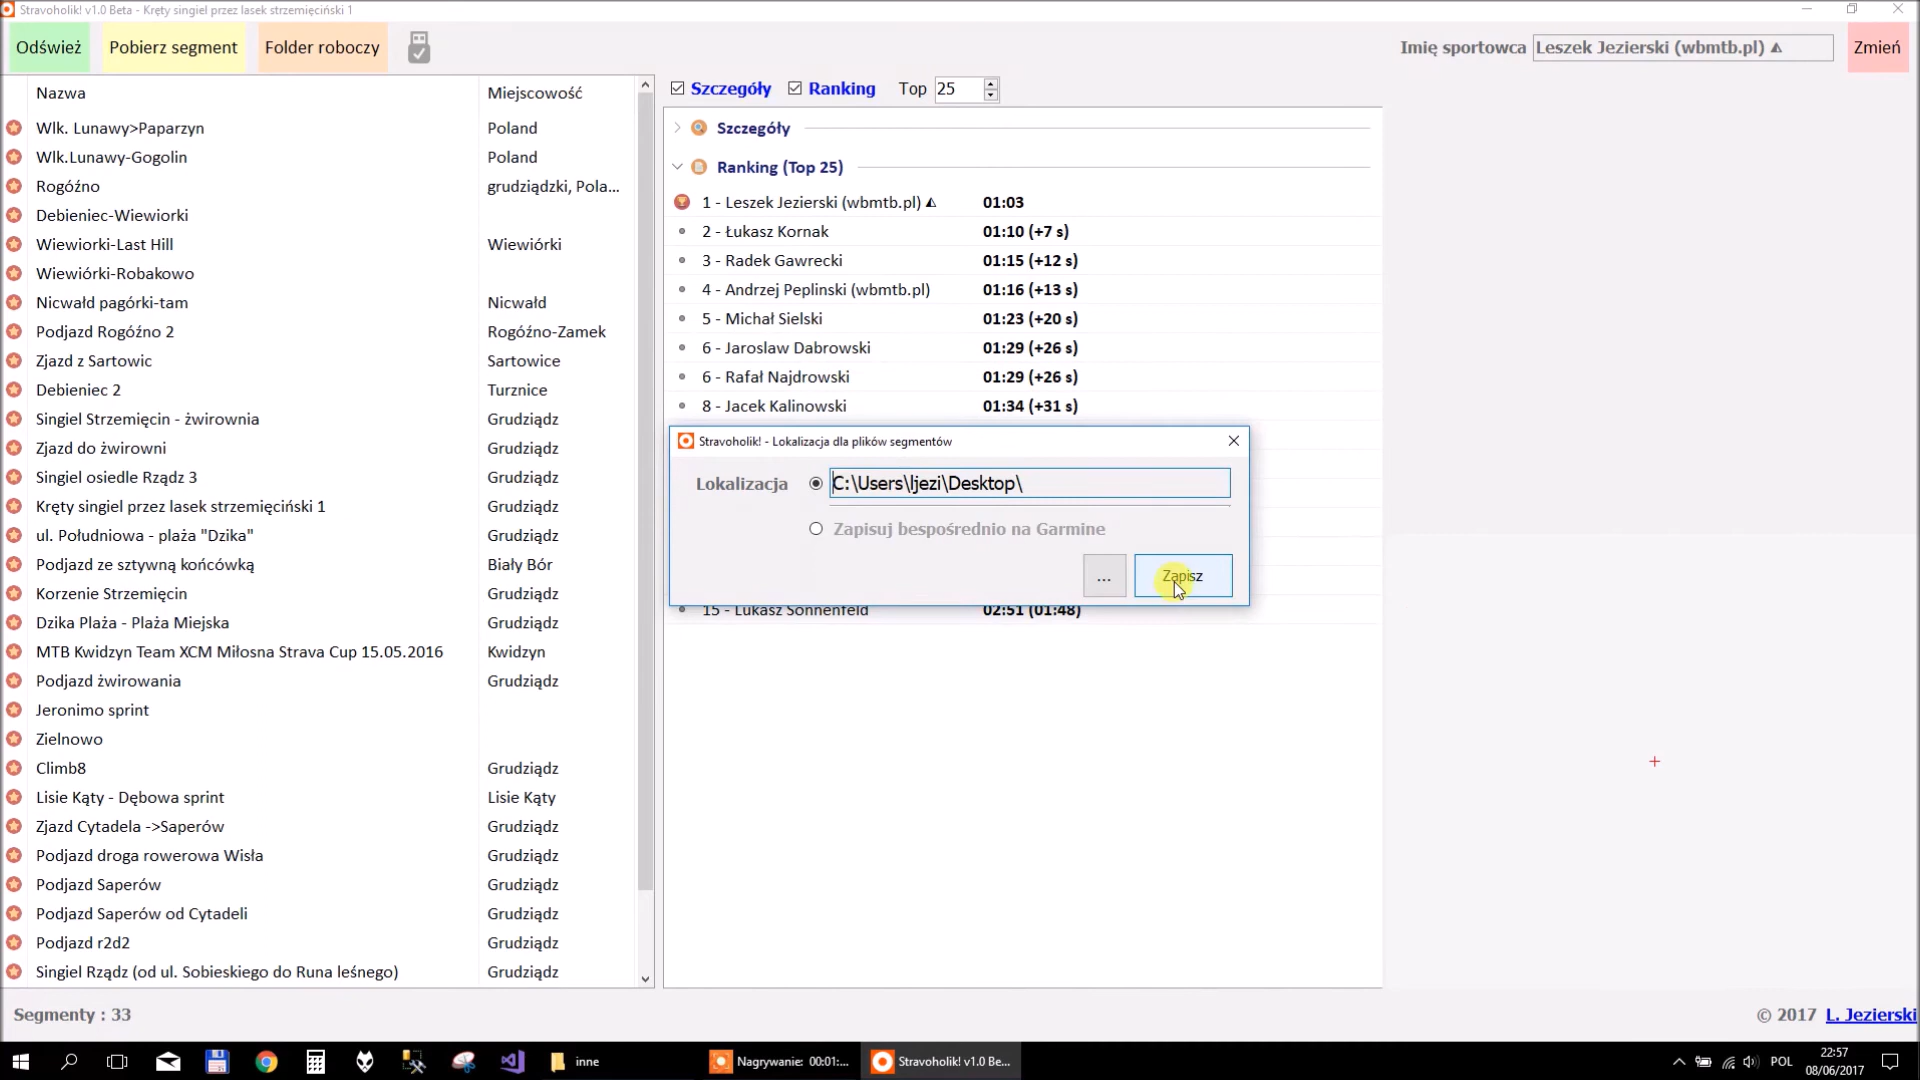 Stravoholik! v1.0 Beta - Kręty singiel przez lasek strzemięciński 1
Odśwież
Pobierz segment
Folder roboczy
Imię sportowca
Leszek Jezierski (wbmtb.pl)
Zmień
Nazwa Miejscowość
Wlk. Lunawy>Paparzyn Poland
Wlk.Lunawy-Gogolin Poland
Rogóźno grudziądzki, Pola...
Debieniec-Wiewiorki
Wiewiorki-Last Hill Wiewiórki
Wiewiórki-Robakowo
Nicwałd pagórki-tam Nicwałd
Podjazd Rogóźno 2 Rogóźno-Zamek
Zjazd z Sartowic Sartowice
Debieniec 2 Turznice
Singiel Strzemięcin - żwirownia Grudziądz
Zjazd do żwirowni Grudziądz
Singiel osiedle Rządz 3 Grudziądz
Kręty singiel przez lasek strzemięciński 1 Grudziądz
ul. Południowa - plaża "Dzika" Grudziądz
Podjazd ze sztywną końcówką Biały Bór
Korzenie Strzemięcin Grudziądz
Dzika Plaża - Plaża Miejska Grudziądz
MTB Kwidzyn Team XCM Miłosna Strava Cup 15.05.2016 Kwidzyn
Podjazd żwirowania Grudziądz
Jeronimo sprint
Zielnowo
Climb8 Grudziądz
Lisie Kąty - Dębowa sprint Lisie Kąty
Zjazd Cytadela ->Saperów Grudziądz
Podjazd droga rowerowa Wisła Grudziądz
Podjazd Saperów Grudziądz
Podjazd Saperów od Cytadeli Grudziądz
Podjazd r2d2 Grudziądz
Singiel Rządz (od ul. Sobieskiego do Runa leśnego) Grudziądz
Szczegóły Ranking Top 25
Szczegóły
Ranking (Top 25)
1 - Leszek Jezierski (wbmtb.pl) 01:03
2 - Łukasz Kornak 01:10 (+7 s)
3 - Radek Gawrecki 01:15 (+12 s)
4 - Andrzej Peplinski (wbmtb.pl) 01:16 (+13 s)
5 - Michał Sielski 01:23 (+20 s)
6 - Jaroslaw Dabrowski 01:29 (+26 s)
6 - Rafał Najdrowski 01:29 (+26 s)
8 - Jacek Kalinowski 01:34 (+31 s)
Stravoholik! - Lokalizacja dla plików segmentów
Lokalizacja C:\Users\ljezi\Desktop\
Zapisuj bespośrednio na Garmine
... Zapisz
15 - Lukasz Sonnenfeld 02:51 (01:48)
Segmenty : 33
© 2017 L. Jezierski
inne
Nagrywanie: 00:01:...
Stravoholik! v1.0 Be...
POL
22:57
08/06/2017